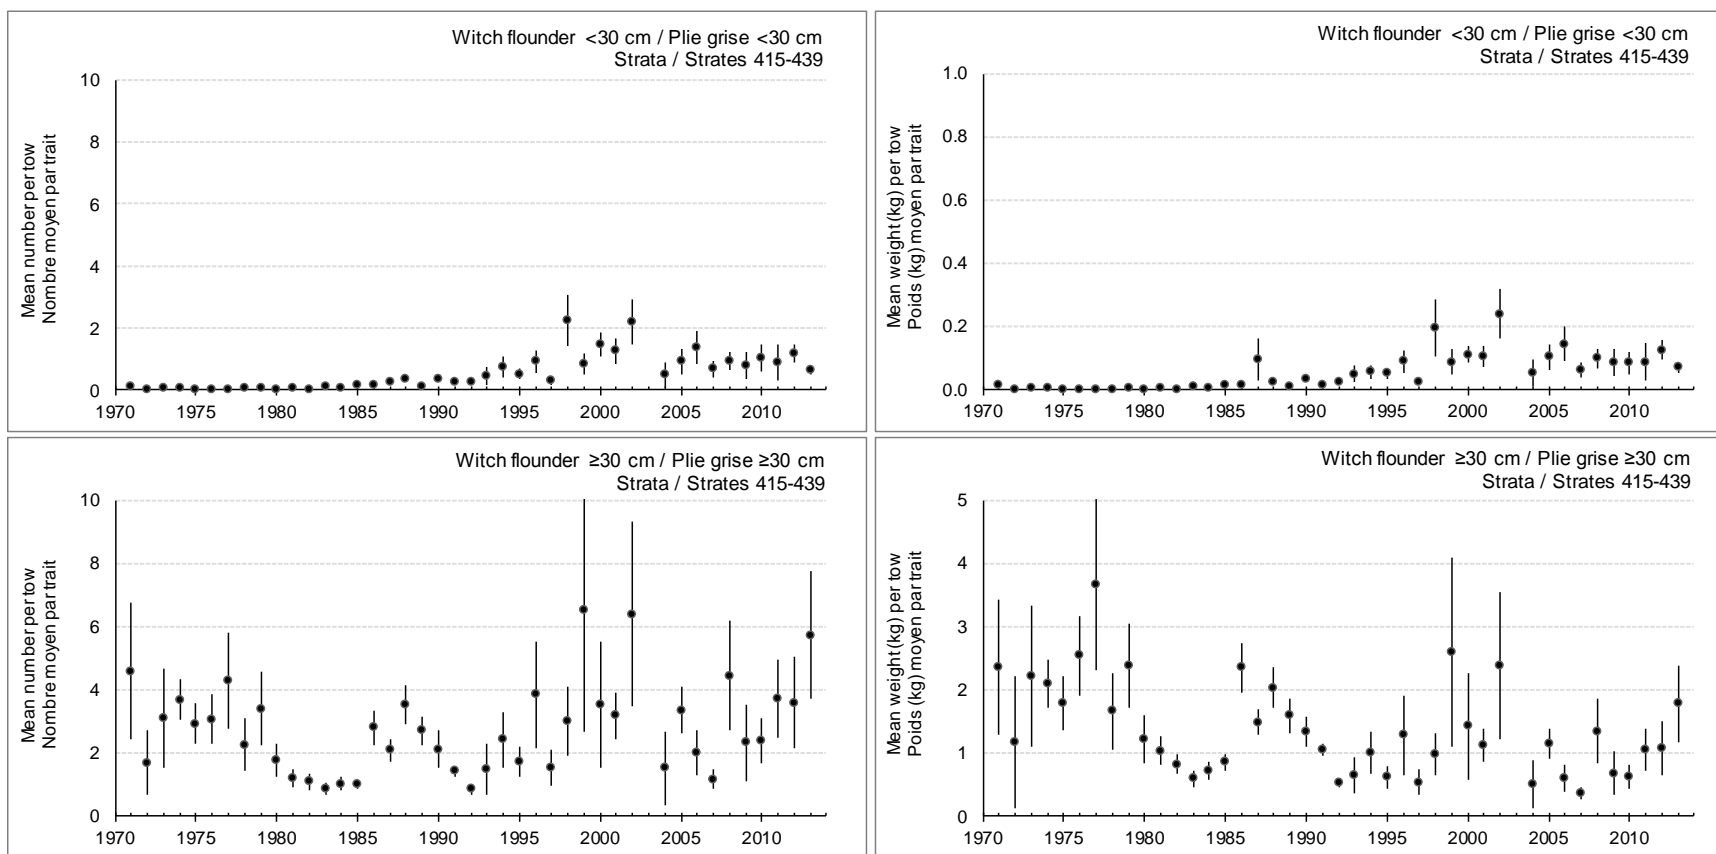 Witch flounder <30 cm / Plie grise <30 cm
Strata / Strates 415-439
Mean number per tow
Nombre moyen par trait
10
8
6
4
2
0
1970 1975 1980 1985 1990 1995 2000 2005 2010
Witch flounder <30 cm / Plie grise <30 cm
Strata / Strates 415-439
Mean weight (kg) per tow
Poids (kg) moyen par trait
1.0
0.8
0.6
0.4
0.2
0.0
1970 1975 1980 1985 1990 1995 2000 2005 2010
Witch flounder ≥30 cm / Plie grise ≥30 cm
Strata / Strates 415-439
Mean number per tow
Nombre moyen par trait
10
8
6
4
2
0
1970 1975 1980 1985 1990 1995 2000 2005 2010
Witch flounder ≥30 cm / Plie grise ≥30 cm
Strata / Strates 415-439
Mean weight (kg) per tow
Poids (kg) moyen par trait
5
4
3
2
1
0
1970 1975 1980 1985 1990 1995 2000 2005 2010